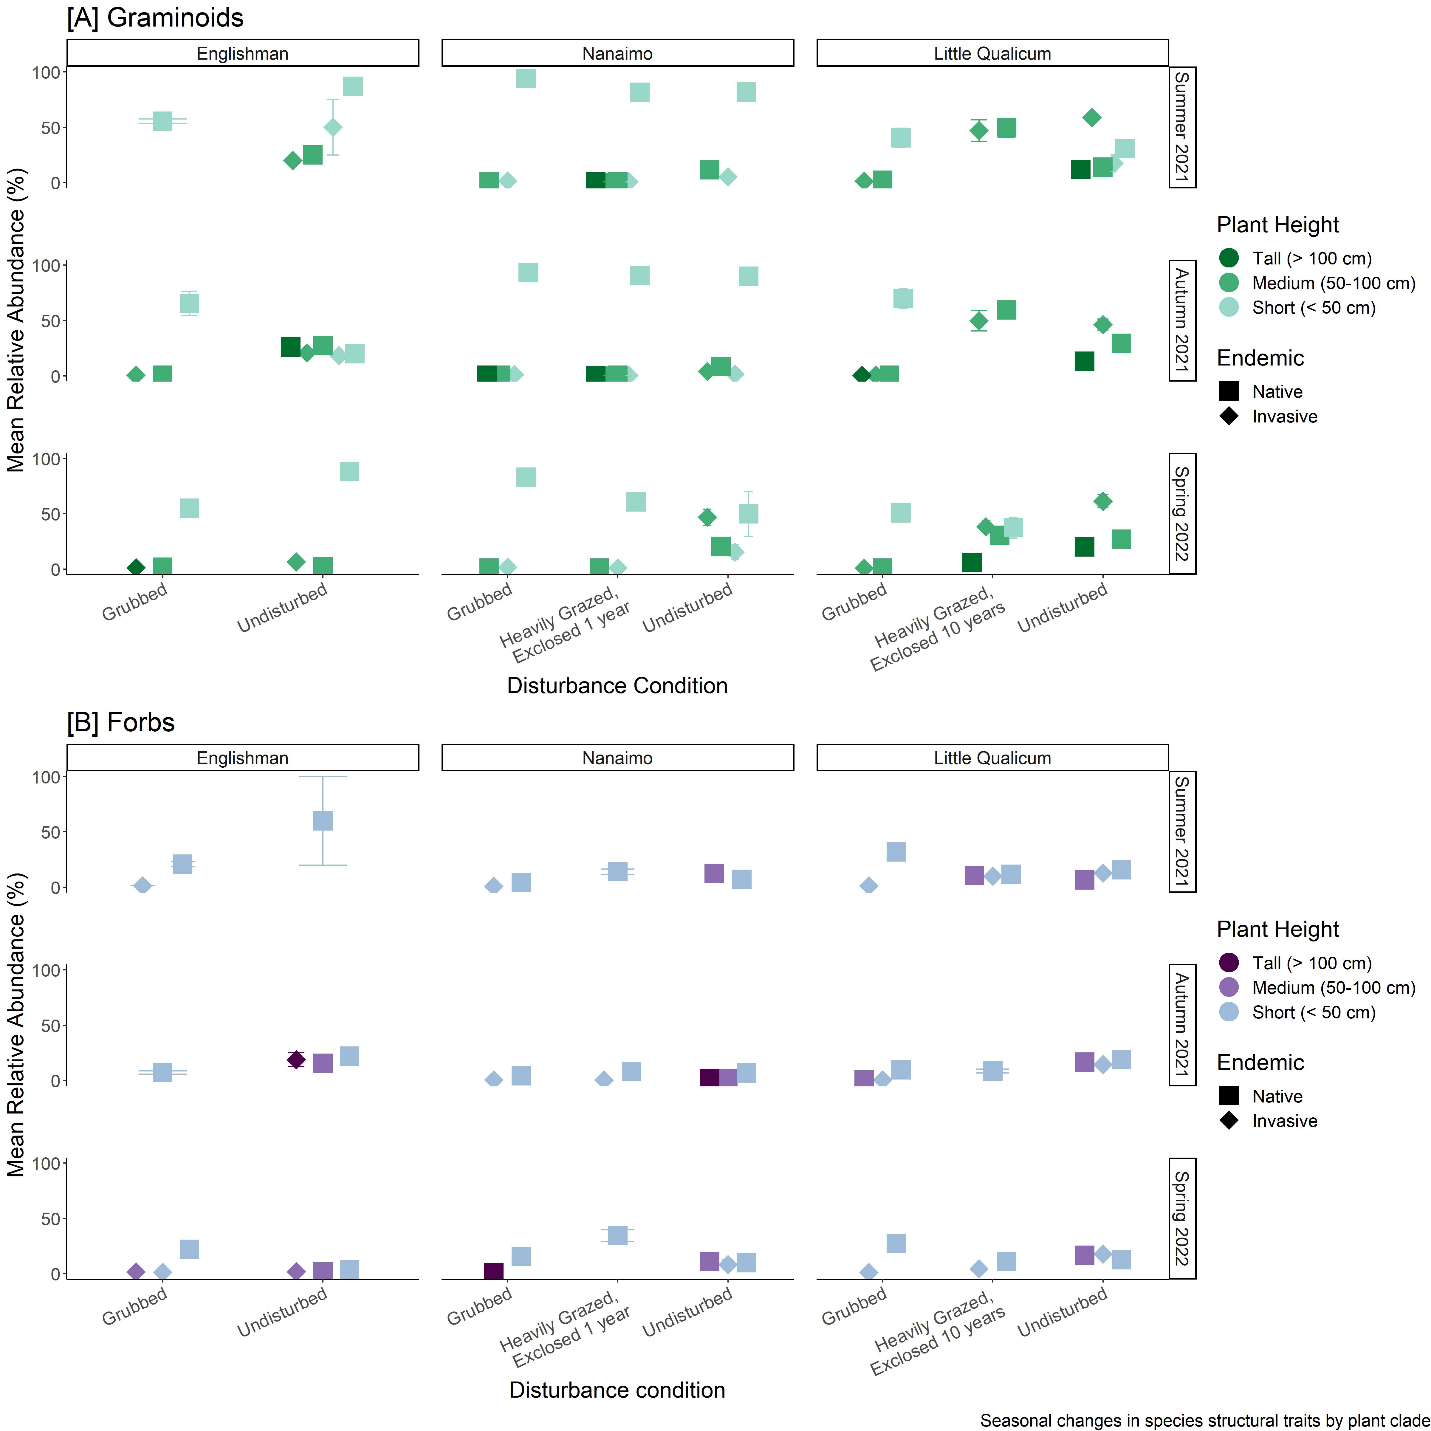 [A] Graminoids
Englishman
Nanaimo
Little Qualicum
Mean Relative Abundance (%)
100
50
0
Summer 2021
100
50
0
Autumn 2021
100
50
0
Spring 2022
Grubbed
Undisturbed
Grubbed
Heavily Grazed,
Exclosed 1 year
Undisturbed
Grubbed
Heavily Grazed,
Exclosed 10 years
Undisturbed
Disturbance Condition
Plant Height
Tall (> 100 cm)
Medium (50-100 cm)
Short (< 50 cm)
Endemic
Native
Invasive
[B] Forbs
Englishman
Nanaimo
Little Qualicum
Mean Relative Abundance (%)
100
50
0
Summer 2021
100
50
0
Autumn 2021
100
50
0
Spring 2022
Grubbed
Undisturbed
Grubbed
Heavily Grazed,
Exclosed 1 year
Undisturbed
Grubbed
Heavily Grazed,
Exclosed 10 years
Undisturbed
Disturbance condition
Plant Height
Tall (> 100 cm)
Medium (50-100 cm)
Short (< 50 cm)
Endemic
Native
Invasive
Seasonal changes in species structural traits by plant clade